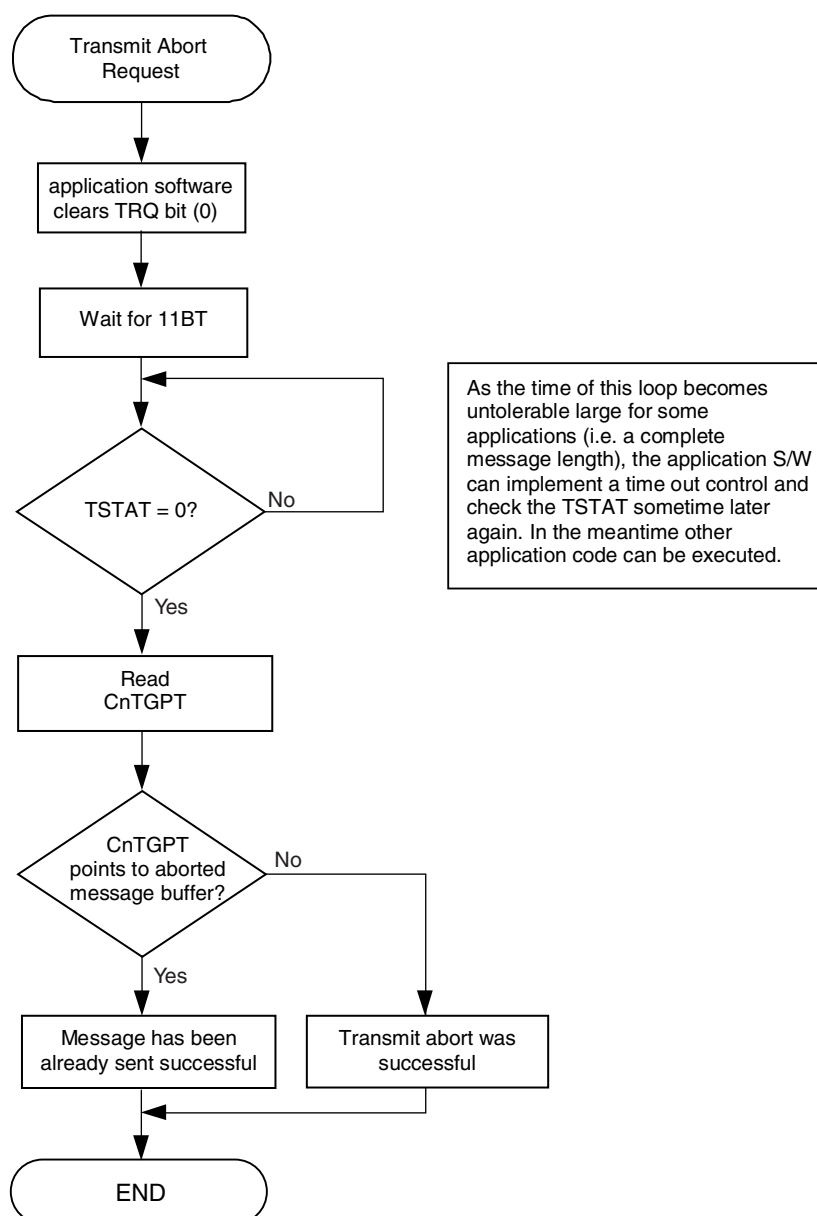 Transmit Abort
Request
application software
clears TRQ bit (0)
Wait for 11BT
As the time of this loop becomes
untolerable large for some
applications (i.e. a complete
message length), the application S/W
can implement a time out control and
check the TSTAT sometime later
again. In the meantime other
application code can be executed.
TSTAT = 0?
No
Yes
Read
CnTGPT
CnTGPT
points to aborted
message buffer?
No
Yes
Message has been
already sent successful
Transmit abort was
successful
END